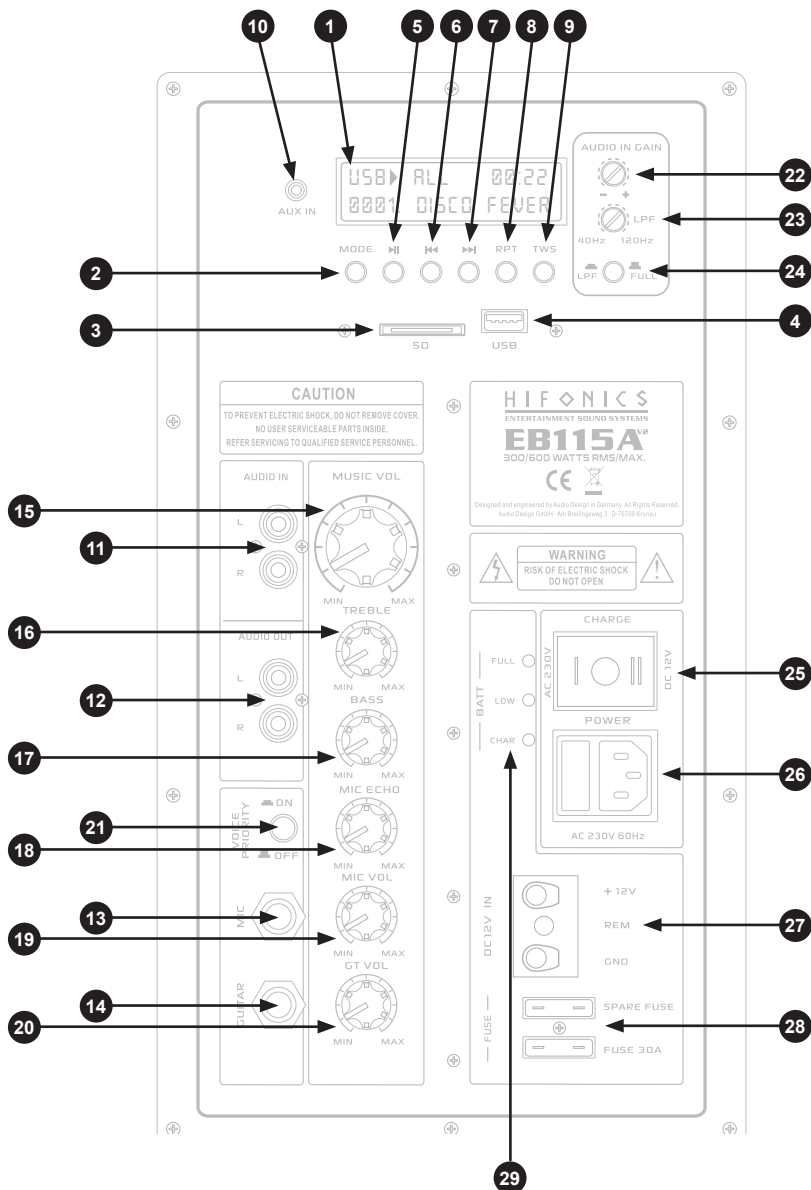 10
1
5
6
7
8
9
AUX IN
USB ALL 00:22
0001 DISCO FEVER
AUDIO IN GAIN
- +
LPF
40Hz 120Hz
LPF FULL
22
23
24
2
MODE RPT TWS
3
SD
USB
4
CAUTION
TO PREVENT ELECTRIC SHOCK, DO NOT REMOVE COVER.
NO USER SERVICEABLE PARTS INSIDE.
REFER SERVICING TO QUALIFIED SERVICE PERSONNEL.
HIFONICS
ENTERTAINMENT SOUND SYSTEMS
EB115A V2
300/600 WATTS RMS/MAX.
CE
Designed and engineered by Audio Design in Germany. All Rights Reserved.
Audio Design GmbH · Am Breilingsweg 3 · D-76709 Kronau
AUDIO IN
L
R
11
15
MUSIC VOL
MIN MAX
WARNING
RISK OF ELECTRIC SHOCK
DO NOT OPEN
16
TREBLE
MIN MAX
AUDIO OUT
L
R
12
17
BASS
MIN MAX
BATT
FULL
LOW
CHAR
CHARGE
AC 230V
I II
DC 12V
25
POWER
26
AC 230V 60Hz
21
VOICE PRIORITY
ON
OFF
18
MIC ECHO
MIN MAX
13
MIC
19
MIC VOL
MIN MAX
14
GUITAR
20
GT VOL
MIN MAX
DC12V IN
+12V
REM
GND
27
FUSE
SPARE FUSE
FUSE 30A
28
29